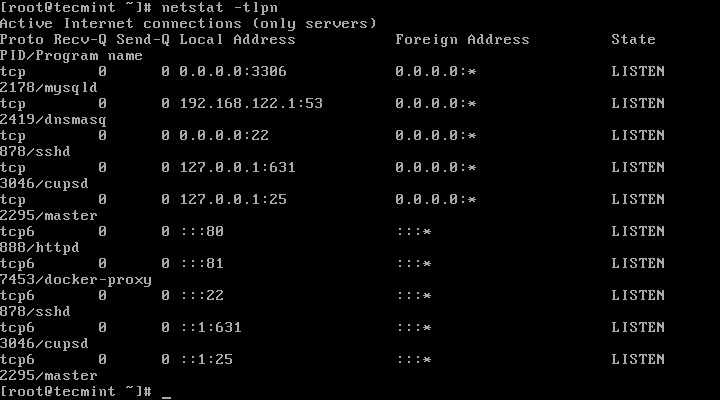 [root@tecmint ~]# netstat -tlpn
Active Internet connections (only servers)
Proto Recv-Q Send-Q Local Address           Foreign Address         State
PID/Program name
tcp        0      0 0.0.0.0:3306            0.0.0.0:*               LISTEN
2178/mysqld
tcp        0      0 192.168.122.1:53        0.0.0.0:*               LISTEN
2419/dnsmasq
tcp        0      0 0.0.0.0:22              0.0.0.0:*               LISTEN
878/sshd
tcp        0      0 127.0.0.1:631           0.0.0.0:*               LISTEN
3046/cupsd
tcp        0      0 127.0.0.1:25            0.0.0.0:*               LISTEN
2295/master
tcp6       0      0 :::80                   :::*                    LISTEN
888/httpd
tcp6       0      0 :::81                   :::*                    LISTEN
7453/docker-proxy
tcp6       0      0 :::22                   :::*                    LISTEN
878/sshd
tcp6       0      0 ::1:631                 :::*                    LISTEN
3046/cupsd
tcp6       0      0 ::1:25                  :::*                    LISTEN
2295/master
[root@tecmint ~]# _